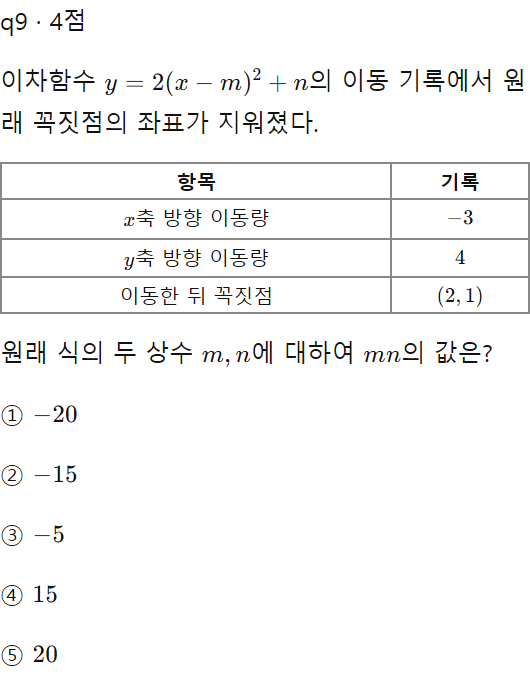 q9 · 4점
이차함수 y = 2(x − m)² + n의 이동 기록에서 원
래 꼭짓점의 좌표가 지워졌다.
항목 기록
x축 방향 이동량 −3
y축 방향 이동량 4
이동한 뒤 꼭짓점 (2, 1)
원래 식의 두 상수 m, n에 대하여 mn의 값은?
① −20
② −15
③ −5
④ 15
⑤ 20